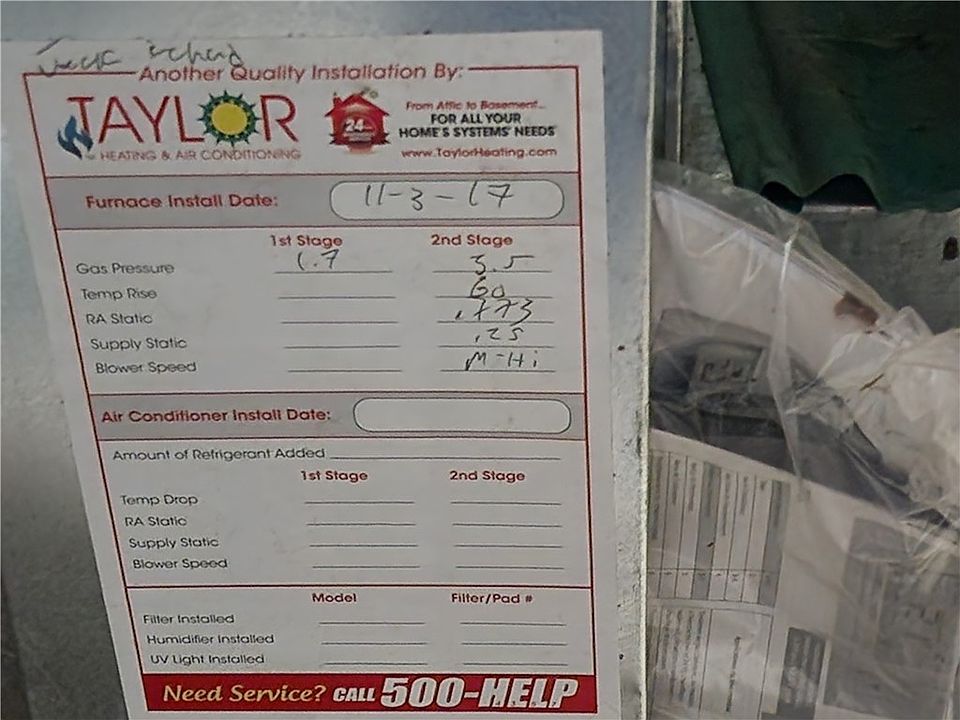 Another Quality Installation By:
TAYLOR
HEATING & AIR CONDITIONING
24
From Attic to Basement...
FOR ALL YOUR
HOME'S SYSTEMS' NEEDS
www.TaylorHeating.com
Furnace Install Date: 11-3-17
1st Stage 2nd Stage
Gas Pressure 1.7 3.5
Temp Rise 60
RA Static
Supply Static .25
Blower Speed M-Hi
Air Conditioner Install Date:
Amount of Refrigerant Added
1st Stage 2nd Stage
Temp Drop
RA Static
Supply Static
Blower Speed
Model Filter/Pad #
Filter Installed
Humidifier Installed
UV Light Installed
Need Service? CALL 500-HELP